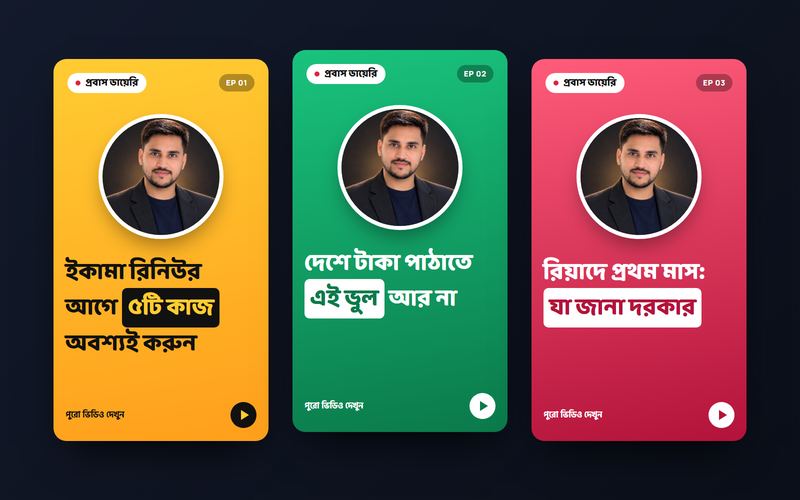 প্রবাস ডায়েরি
EP 01
ইকামা রিনিউর
আগে ৫টি কাজ
অবশ্যই করুন
পুরো ভিডিও দেখুন
প্রবাস ডায়েরি
EP 02
দেশে টাকা পাঠাতে
এই ভুল আর না
পুরো ভিডিও দেখুন
প্রবাস ডায়েরি
EP 03
রিয়াদে প্রথম মাস:
যা জানা দরকার
পুরো ভিডিও দেখুন